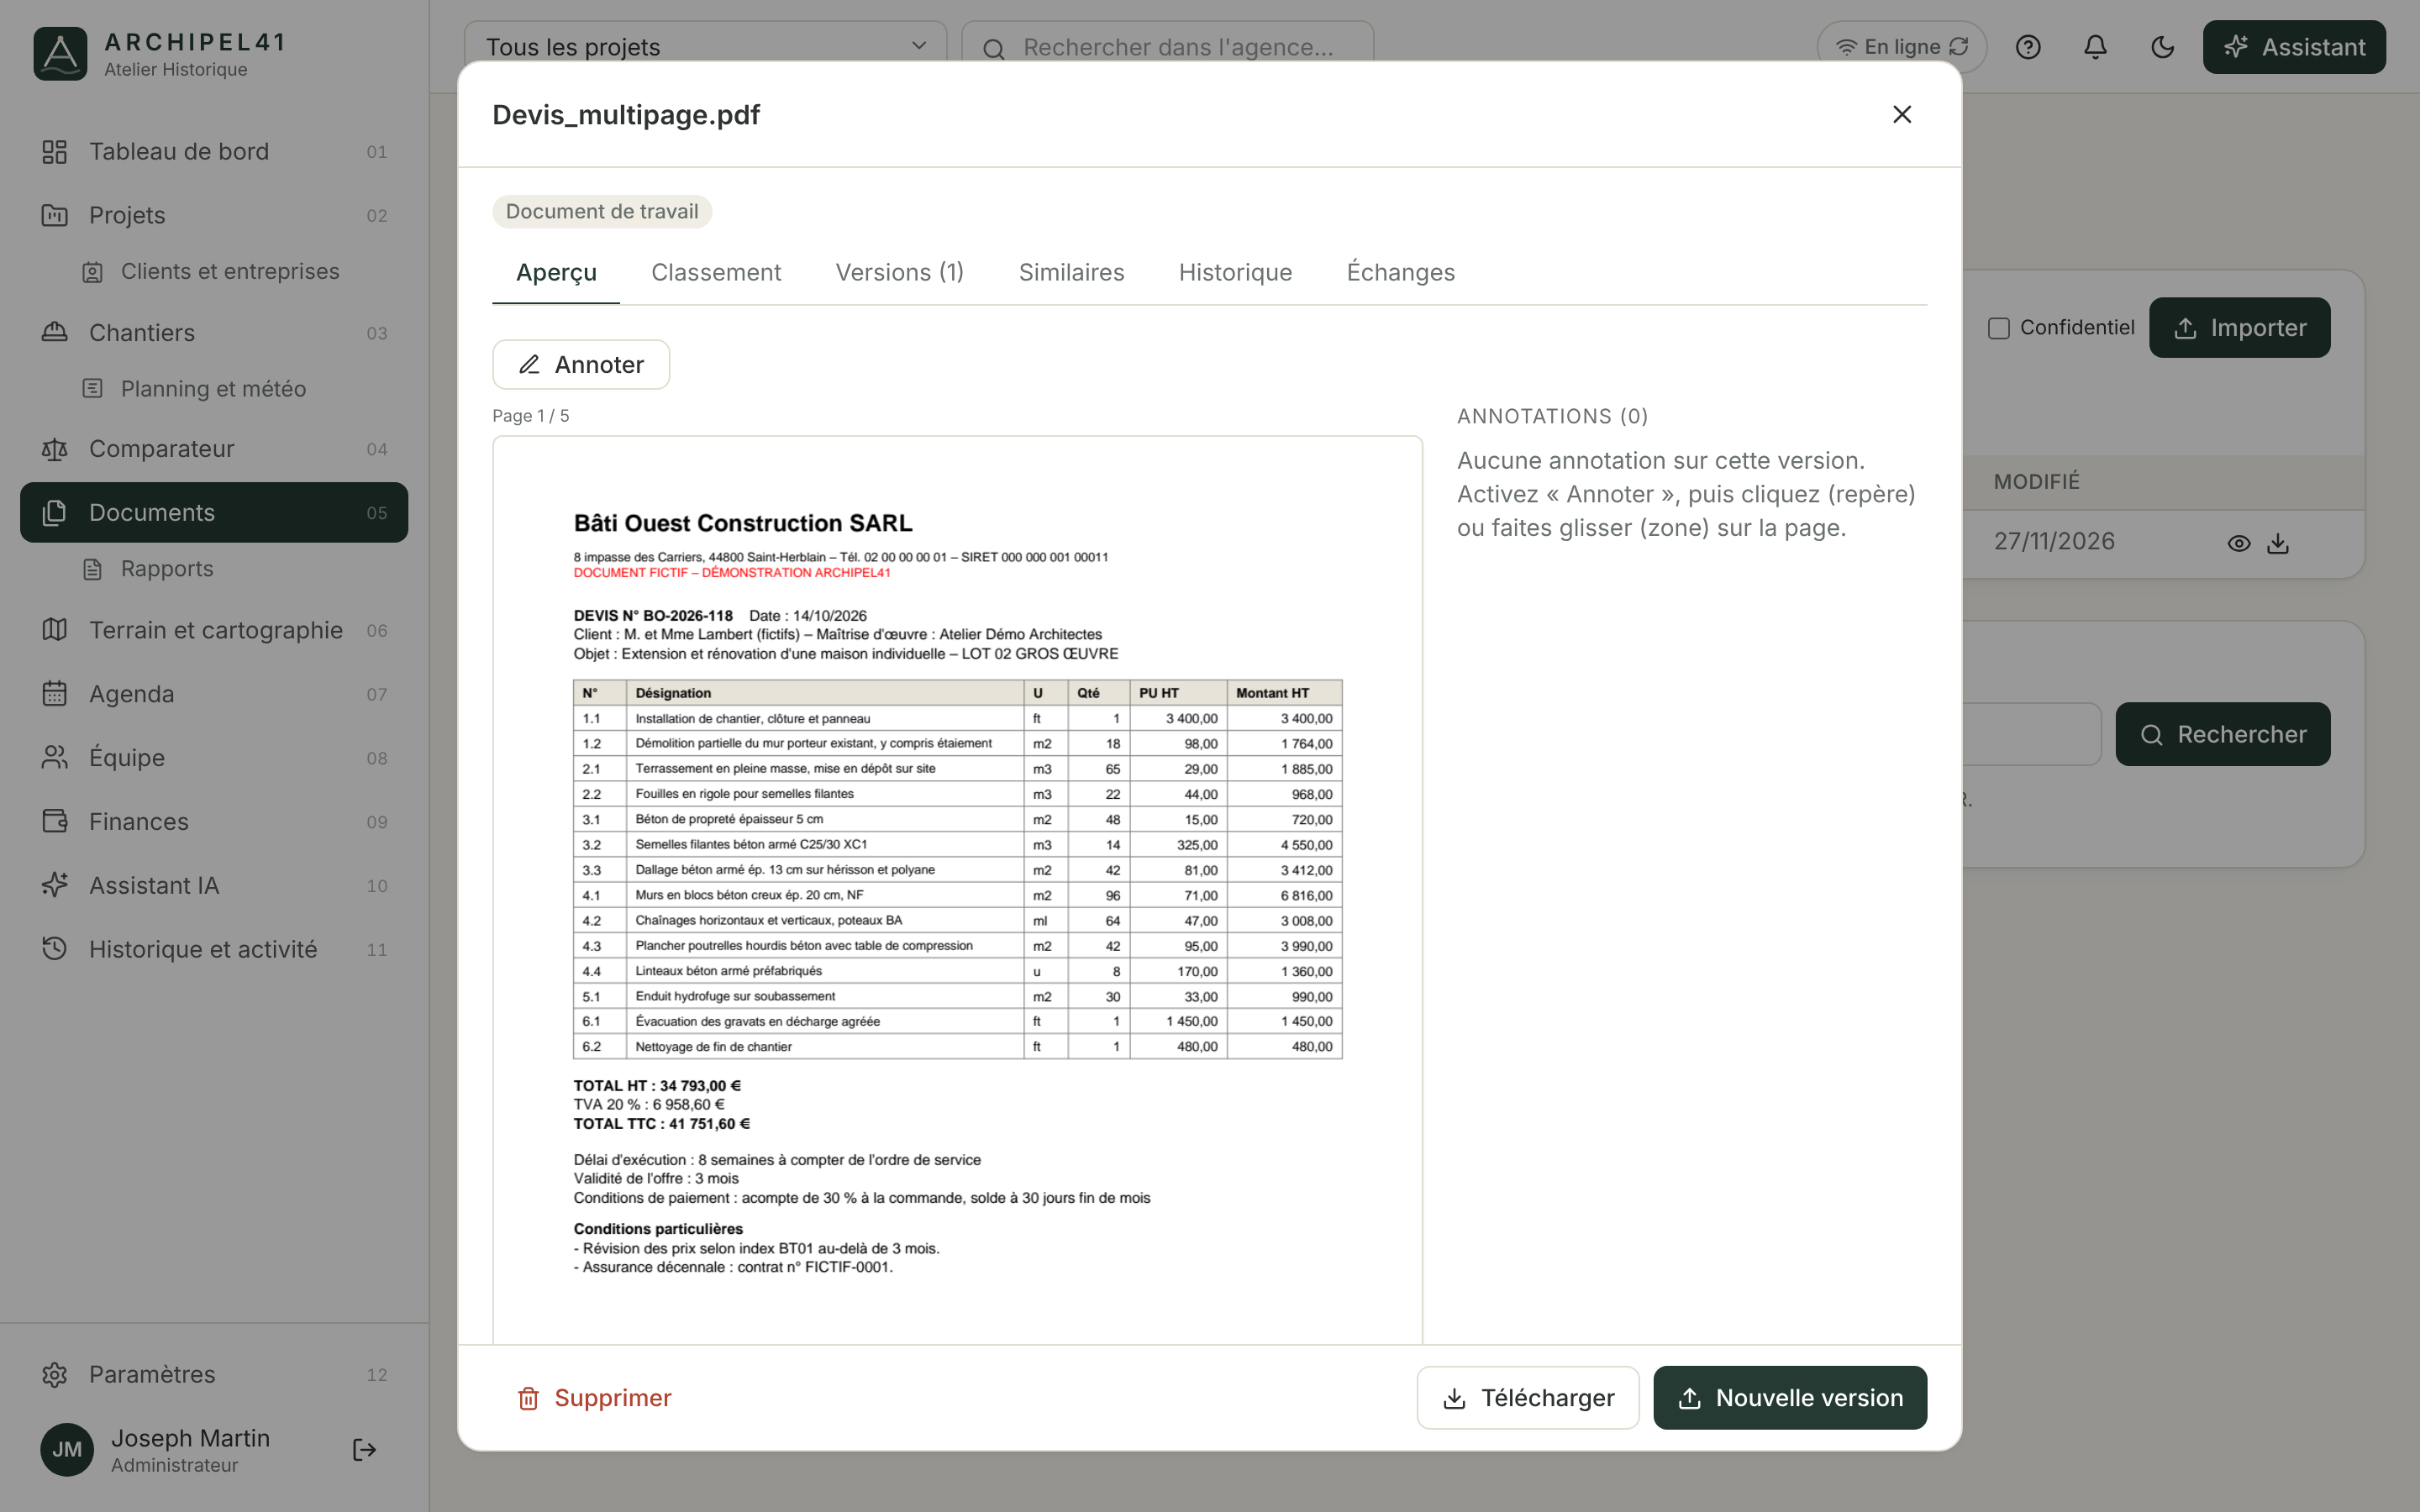 ARCHIPEL41
Atelier Historique
Tableau de bord 01
Projets 02
Clients et entreprises
Chantiers 03
Planning et météo
Comparateur 04
Documents 05
Rapports
Terrain et cartographie 06
Agenda 07
Équipe 08
Finances 09
Assistant IA 10
Historique et activité 11
Paramètres 12
JM
Joseph Martin
Administrateur
Tous les projets
Rechercher dans l'agence...
En ligne
Assistant
Devis_multipage.pdf
Document de travail
Aperçu Classement Versions (1) Similaires Historique Échanges
Annoter
Page 1 / 5
Bâti Ouest Construction SARL
8 impasse des Carriers, 44800 Saint-Herblain – Tél. 02 00 00 00 01 – SIRET 000 000 001 00011
DOCUMENT FICTIF – DÉMONSTRATION ARCHIPEL41
DEVIS N° BO-2026-118 Date : 14/10/2026
Client : M. et Mme Lambert (fictifs) – Maîtrise d'œuvre : Atelier Démo Architectes
Objet : Extension et rénovation d'une maison individuelle – LOT 02 GROS ŒUVRE
N° Désignation U Qté PU HT Montant HT
1.1 Installation de chantier, clôture et panneau ft 1 3 400,00 3 400,00
1.2 Démolition partielle du mur porteur existant, y compris étaiement m2 18 98,00 1 764,00
2.1 Terrassement en pleine masse, mise en dépôt sur site m3 65 29,00 1 885,00
2.2 Fouilles en rigole pour semelles filantes m3 22 44,00 968,00
3.1 Béton de propreté épaisseur 5 cm m2 48 15,00 720,00
3.2 Semelles filantes béton armé C25/30 XC1 m3 14 325,00 4 550,00
3.3 Dallage béton armé ép. 13 cm sur hérisson et polyane m2 42 81,00 3 412,00
4.1 Murs en blocs béton creux ép. 20 cm, NF m2 96 71,00 6 816,00
4.2 Chaînages horizontaux et verticaux, poteaux BA ml 64 47,00 3 008,00
4.3 Plancher poutrelles hourdis béton avec table de compression m2 42 95,00 3 990,00
4.4 Linteaux béton armé préfabriqués u 8 170,00 1 360,00
5.1 Enduit hydrofuge sur soubassement m2 30 33,00 990,00
6.1 Évacuation des gravats en décharge agréée ft 1 1 450,00 1 450,00
6.2 Nettoyage de fin de chantier ft 1 480,00 480,00
TOTAL HT : 34 793,00 €
TVA 20 % : 6 958,60 €
TOTAL TTC : 41 751,60 €
Délai d'exécution : 8 semaines à compter de l'ordre de service
Validité de l'offre : 3 mois
Conditions de paiement : acompte de 30 % à la commande, solde à 30 jours fin de mois
Conditions particulières
- Révision des prix selon index BT01 au-delà de 3 mois.
- Assurance décennale : contrat n° FICTIF-0001.
ANNOTATIONS (0)
Aucune annotation sur cette version.
Activez « Annoter », puis cliquez (repère)
ou faites glisser (zone) sur la page.
Supprimer
Télécharger
Nouvelle version
Confidentiel
Importer
MODIFIÉ
27/11/2026
Rechercher